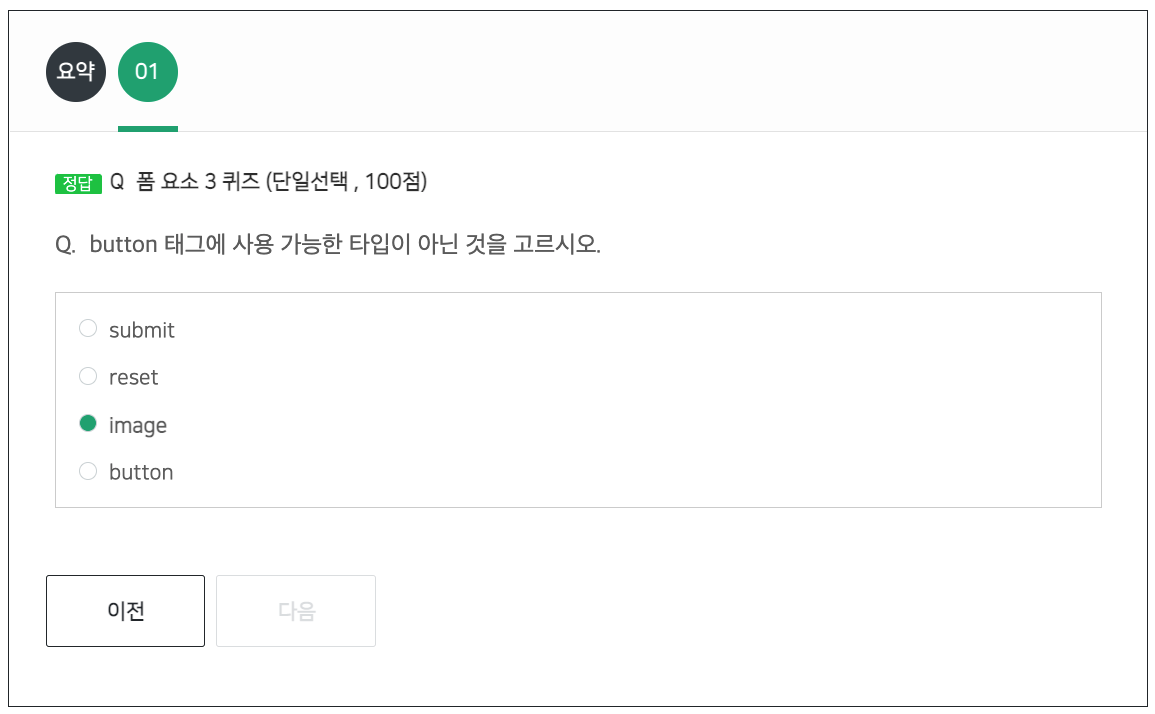 요약 01
정답 Q 폼 요소 3 퀴즈 (단일선택 , 100점)
Q. button 태그에 사용 가능한 타입이 아닌 것을 고르시오.
submit
reset
image
button
이전 다음